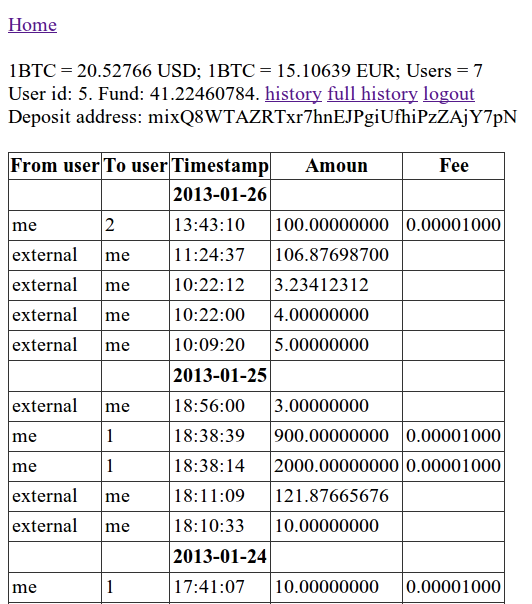 Home
1BTC = 20.52766 USD; 1BTC = 15.10639 EUR; Users = 7
User id: 5. Fund: 41.22460784. history full history logout
Deposit address: mixQ8WTAZRTxr7hnEJPgiUfhiPzZAjY7pN
From user To user Timestamp Amoun Fee
2013-01-26
me 2 13:43:10 100.00000000 0.00001000
external me 11:24:37 106.87698700
external me 10:22:12 3.23412312
external me 10:22:00 4.00000000
external me 10:09:20 5.00000000
2013-01-25
external me 18:56:00 3.00000000
me 1 18:38:39 900.00000000 0.00001000
me 1 18:38:14 2000.00000000 0.00001000
external me 18:11:09 121.87665676
external me 18:10:33 10.00000000
2013-01-24
me 1 17:41:07 10.00000000 0.00001000